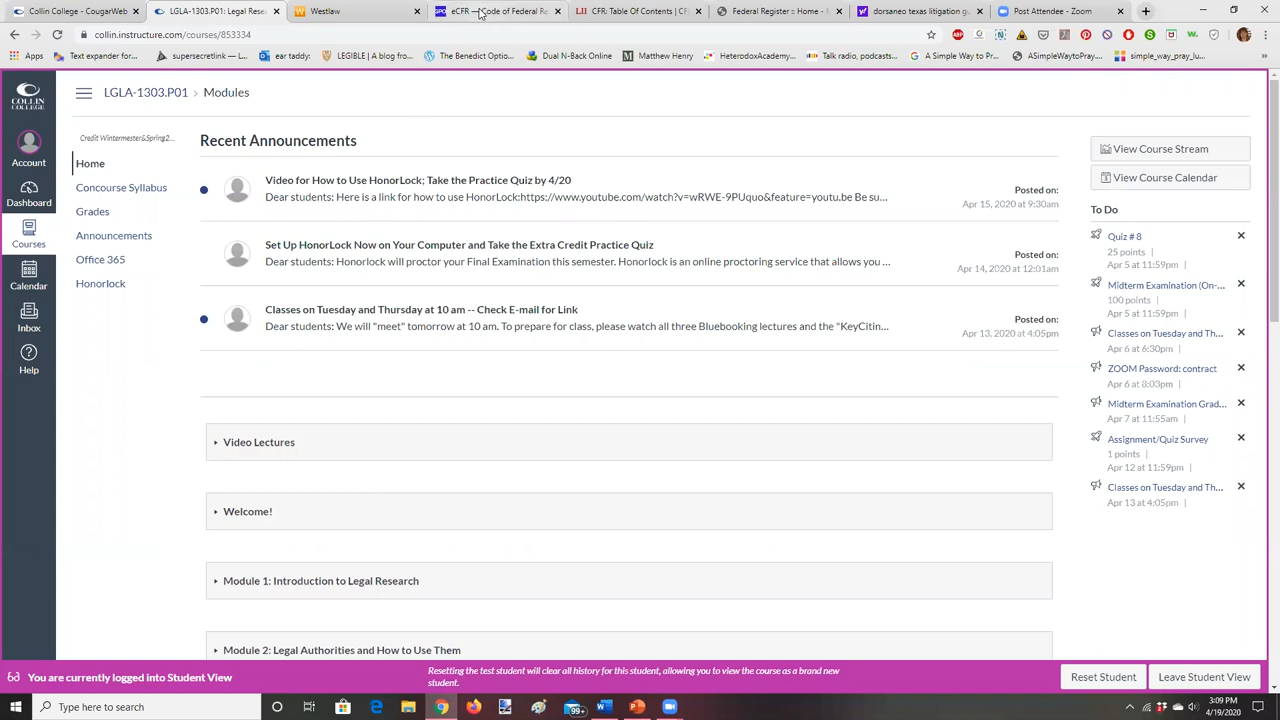 Collin College – CougarWeb
LGLA-1303.P01: Legal Rese
Westlaw
eCFR — Code of Federal Re
CFR: Table Of Contents | CF
Federal Register :: Home -
dorsaneo texas litigation g
Post Attendee - Zoom
collin.instructure.com/courses/853334
Apps
Text expander for...
supersecretlink –...
ear taddy:
LEGIBLE | A blog fro...
The Benedict Optio...
Dual N-Back Online
Matthew Henry
HeterodoxAcademy...
Talk radio, podcasts...
A Simple Way to Pr...
ASimpleWaytoPray...
simple_way_pray_lu...
COLLIN COLLEGE
Account
Dashboard
Courses
Calendar
Inbox
Help
LGLA-1303.P01 › Modules
Credit Wintermester&Spring2...
Home
Concourse Syllabus
Grades
Announcements
Office 365
Honorlock
Recent Announcements
Video for How to Use HonorLock; Take the Practice Quiz by 4/20
Dear students: Here is a link for how to use HonorLock:https://www.youtube.com/watch?v=wRWE-9PUquo&feature=youtu.be Be su...
Posted on:
Apr 15, 2020 at 9:30am
Set Up HonorLock Now on Your Computer and Take the Extra Credit Practice Quiz
Dear students: Honorlock will proctor your Final Examination this semester. Honorlock is an online proctoring service that allows you ...
Posted on:
Apr 14, 2020 at 12:01am
Classes on Tuesday and Thursday at 10 am -- Check E-mail for Link
Dear students: We will "meet" tomorrow at 10 am. To prepare for class, please watch all three Bluebooking lectures and the "KeyCitin...
Posted on:
Apr 13, 2020 at 4:05pm
Video Lectures
Welcome!
Module 1: Introduction to Legal Research
Module 2: Legal Authorities and How to Use Them
View Course Stream
View Course Calendar
To Do
Quiz # 8
25 points |
Apr 5 at 11:59pm |
Midterm Examination (On-...
100 points |
Apr 5 at 11:59pm |
Classes on Tuesday and Th...
Apr 6 at 6:30pm |
ZOOM Password: contract
Apr 6 at 8:03pm |
Midterm Examination Grad...
Apr 7 at 11:55am |
Assignment/Quiz Survey
1 points |
Apr 12 at 11:59pm |
Classes on Tuesday and Th...
Apr 13 at 4:05pm |
You are currently logged into Student View
Resetting the test student will clear all history for this student, allowing you to view the course as a brand new
student.
Reset Student
Leave Student View
Type here to search
99+
3:09 PM
4/19/2020